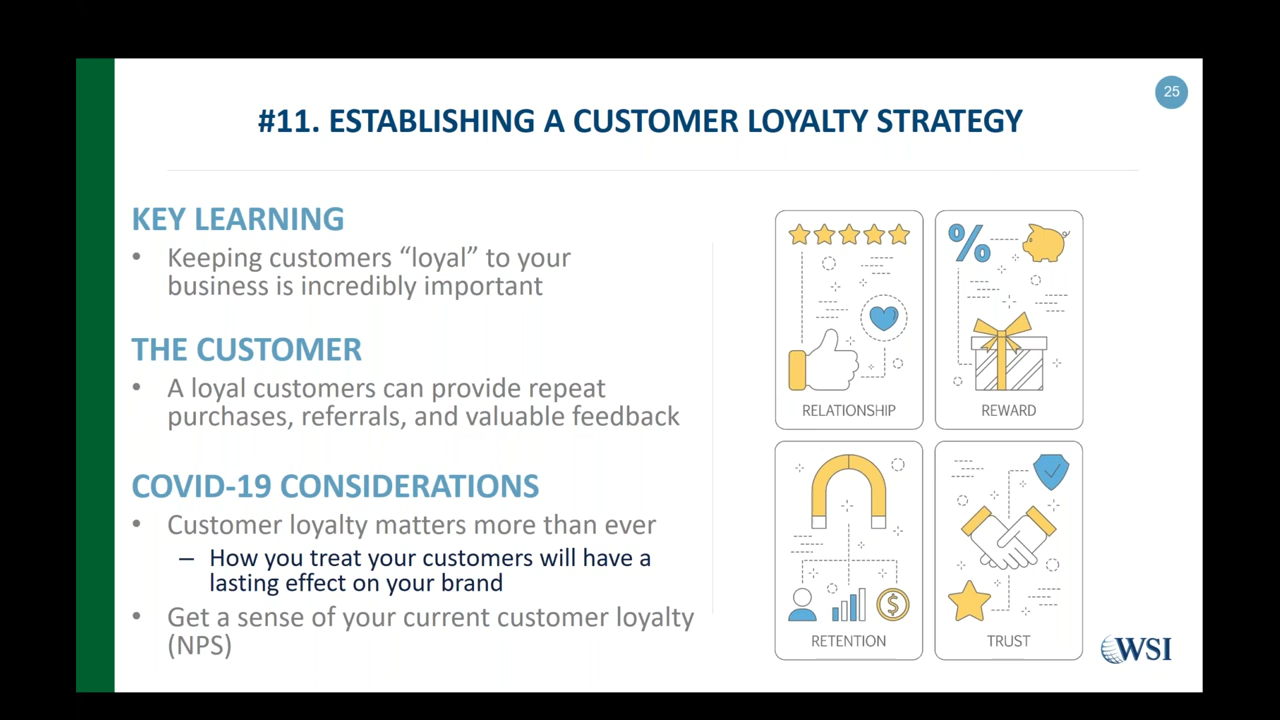 25
#11. ESTABLISHING A CUSTOMER LOYALTY STRATEGY
KEY LEARNING
• Keeping customers “loyal” to your
business is incredibly important
THE CUSTOMER
• A loyal customers can provide repeat
purchases, referrals, and valuable feedback
COVID-19 CONSIDERATIONS
• Customer loyalty matters more than ever
– How you treat your customers will have a
lasting effect on your brand
• Get a sense of your current customer loyalty
(NPS)
%
RELATIONSHIP
REWARD
$
RETENTION
TRUST
WSI